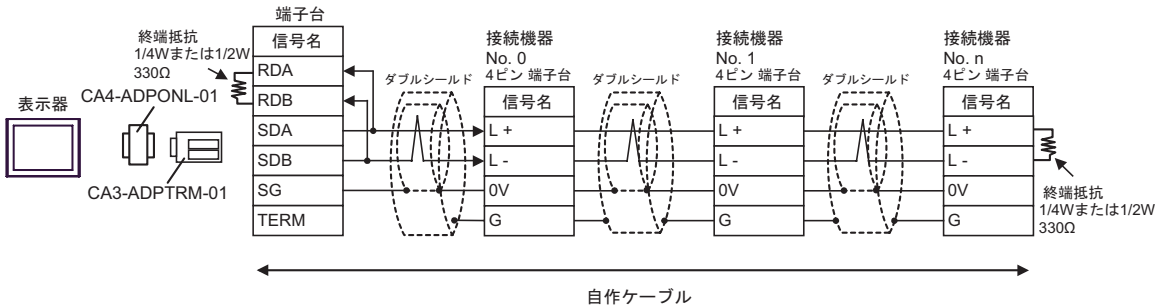 端子台
信号名
RDA
RDB
SDA
SDB
SG
TERM
終端抵抗
1/4Wまたは1/2W
330Ω
表示器
CA4-ADPONL-01
CA3-ADPTRM-01
ダブルシールド
接続機器
No. 0
4ピン 端子台
信号名
L +
L -
0V
G
ダブルシールド
接続機器
No. 1
4ピン 端子台
信号名
L +
L -
0V
G
ダブルシールド
接続機器
No. n
4ピン 端子台
信号名
L +
L -
0V
G
終端抵抗
1/4Wまたは1/2W
330Ω
自作ケーブル